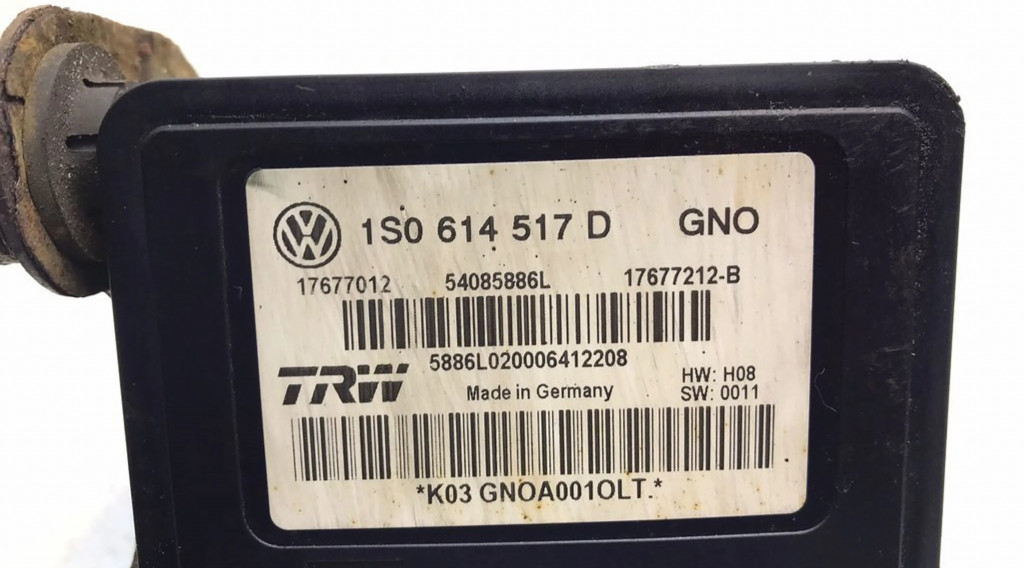 1S0 614 517 D GNO
17677012 54085886L 17677212-B
5886L020006412208
TRW Made in Germany HW: H08
SW: 0011
*K03 GNOA001OLT.*